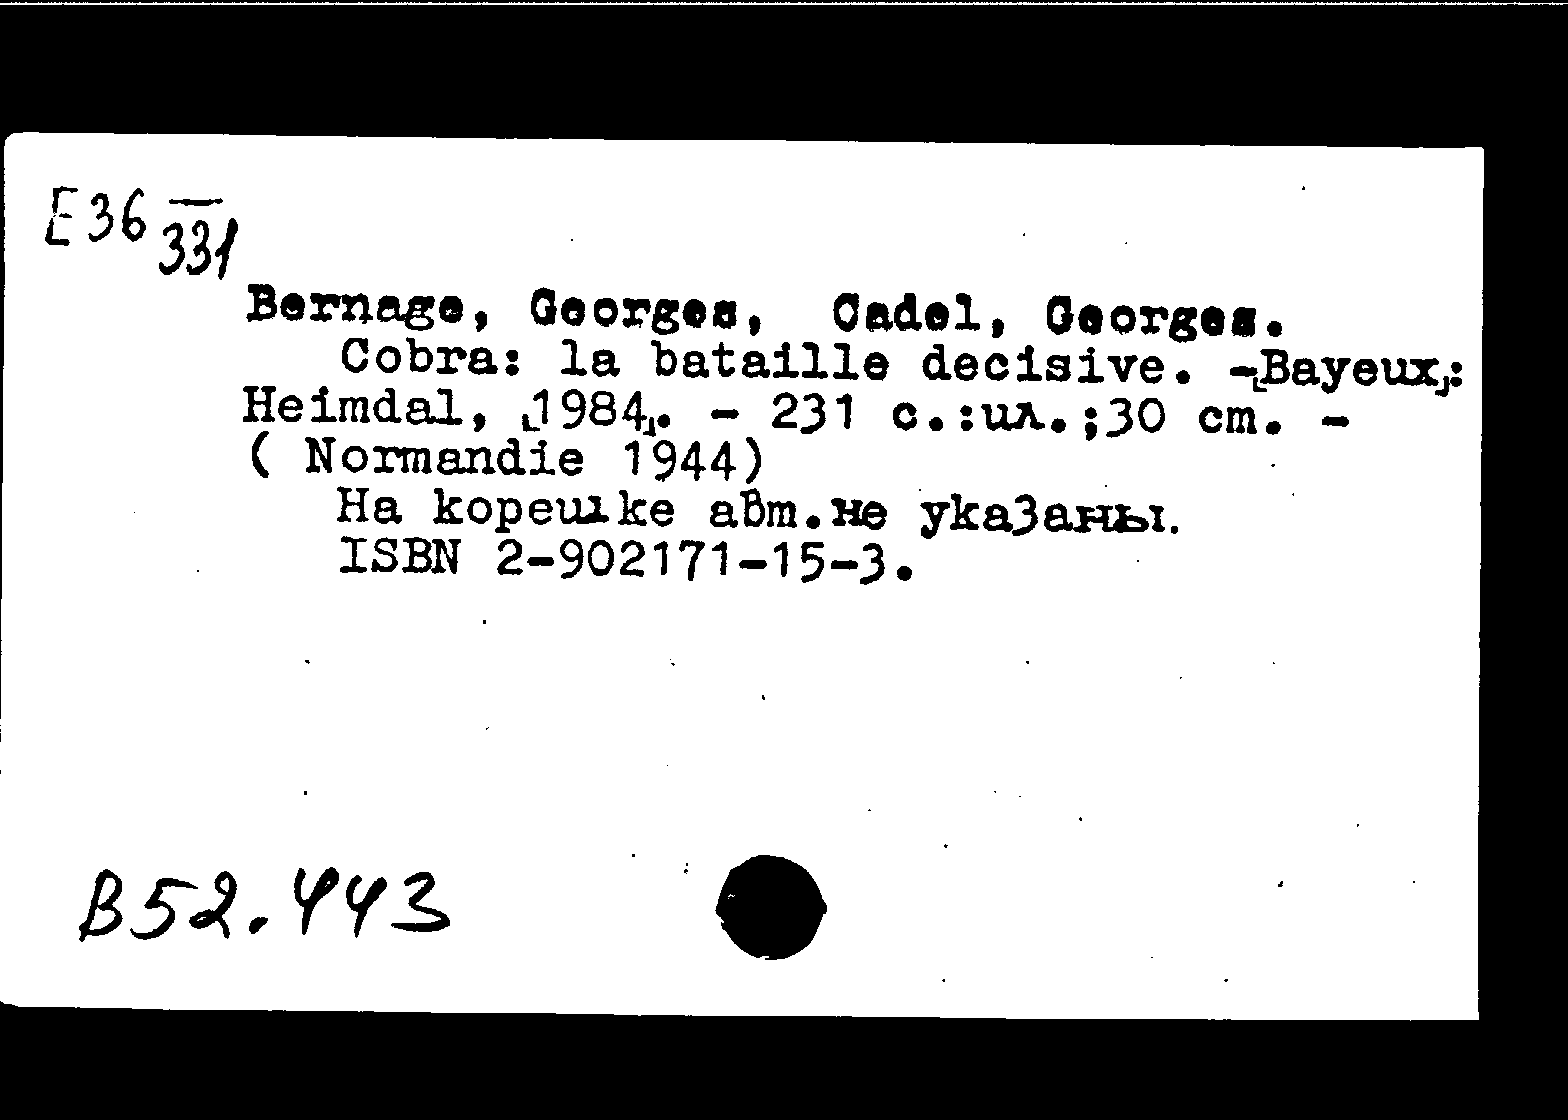 E36 331
Bernage, Georges, Cadel, Georges.
Cobra: la bataille decisive. -[Bayeux]:
Heimdal, [1984]. - 231 с.:ил.;30 cm. -
( Normandie 1944)
На корешке авт.не указаны.
ISBN 2-902171-15-3.
B52.443